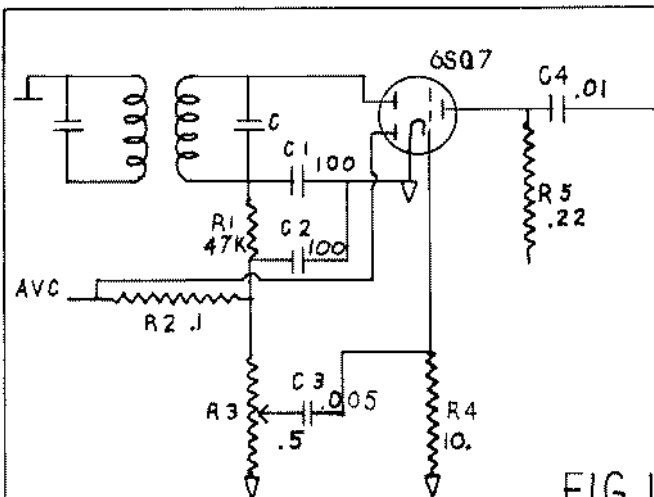 6SQ7
C4 .01
C
C1 100
R5 .22
R1 47K
C2 100
AVC
R2 .1
R3 .5
C3 .005
R4 10.
FIG. 1